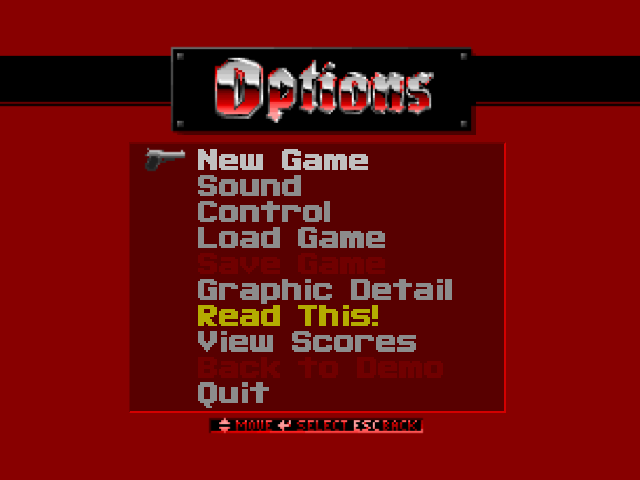 Options
New Game
Sound
Control
Load Game
Save Game
Graphic Detail
Read This!
View Scores
Back to Demo
Quit
MOVE SELECT ESC BACK